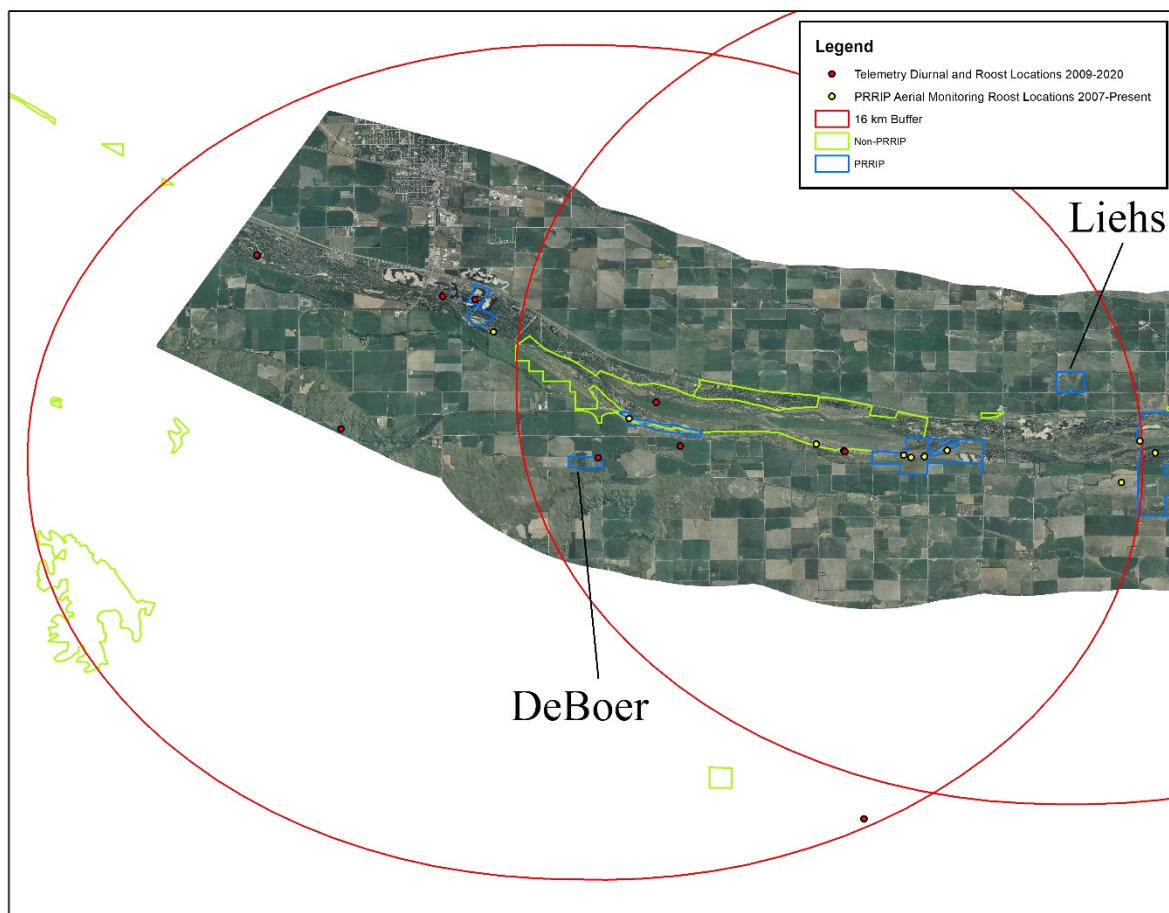 Legend
Telemetry Diurnal and Roost Locations 2009-2020
PRRIP Aerial Monitoring Roost Locations 2007-Present
16 km Buffer
Non-PRRIP
PRRIP
Liehs
DeBoer